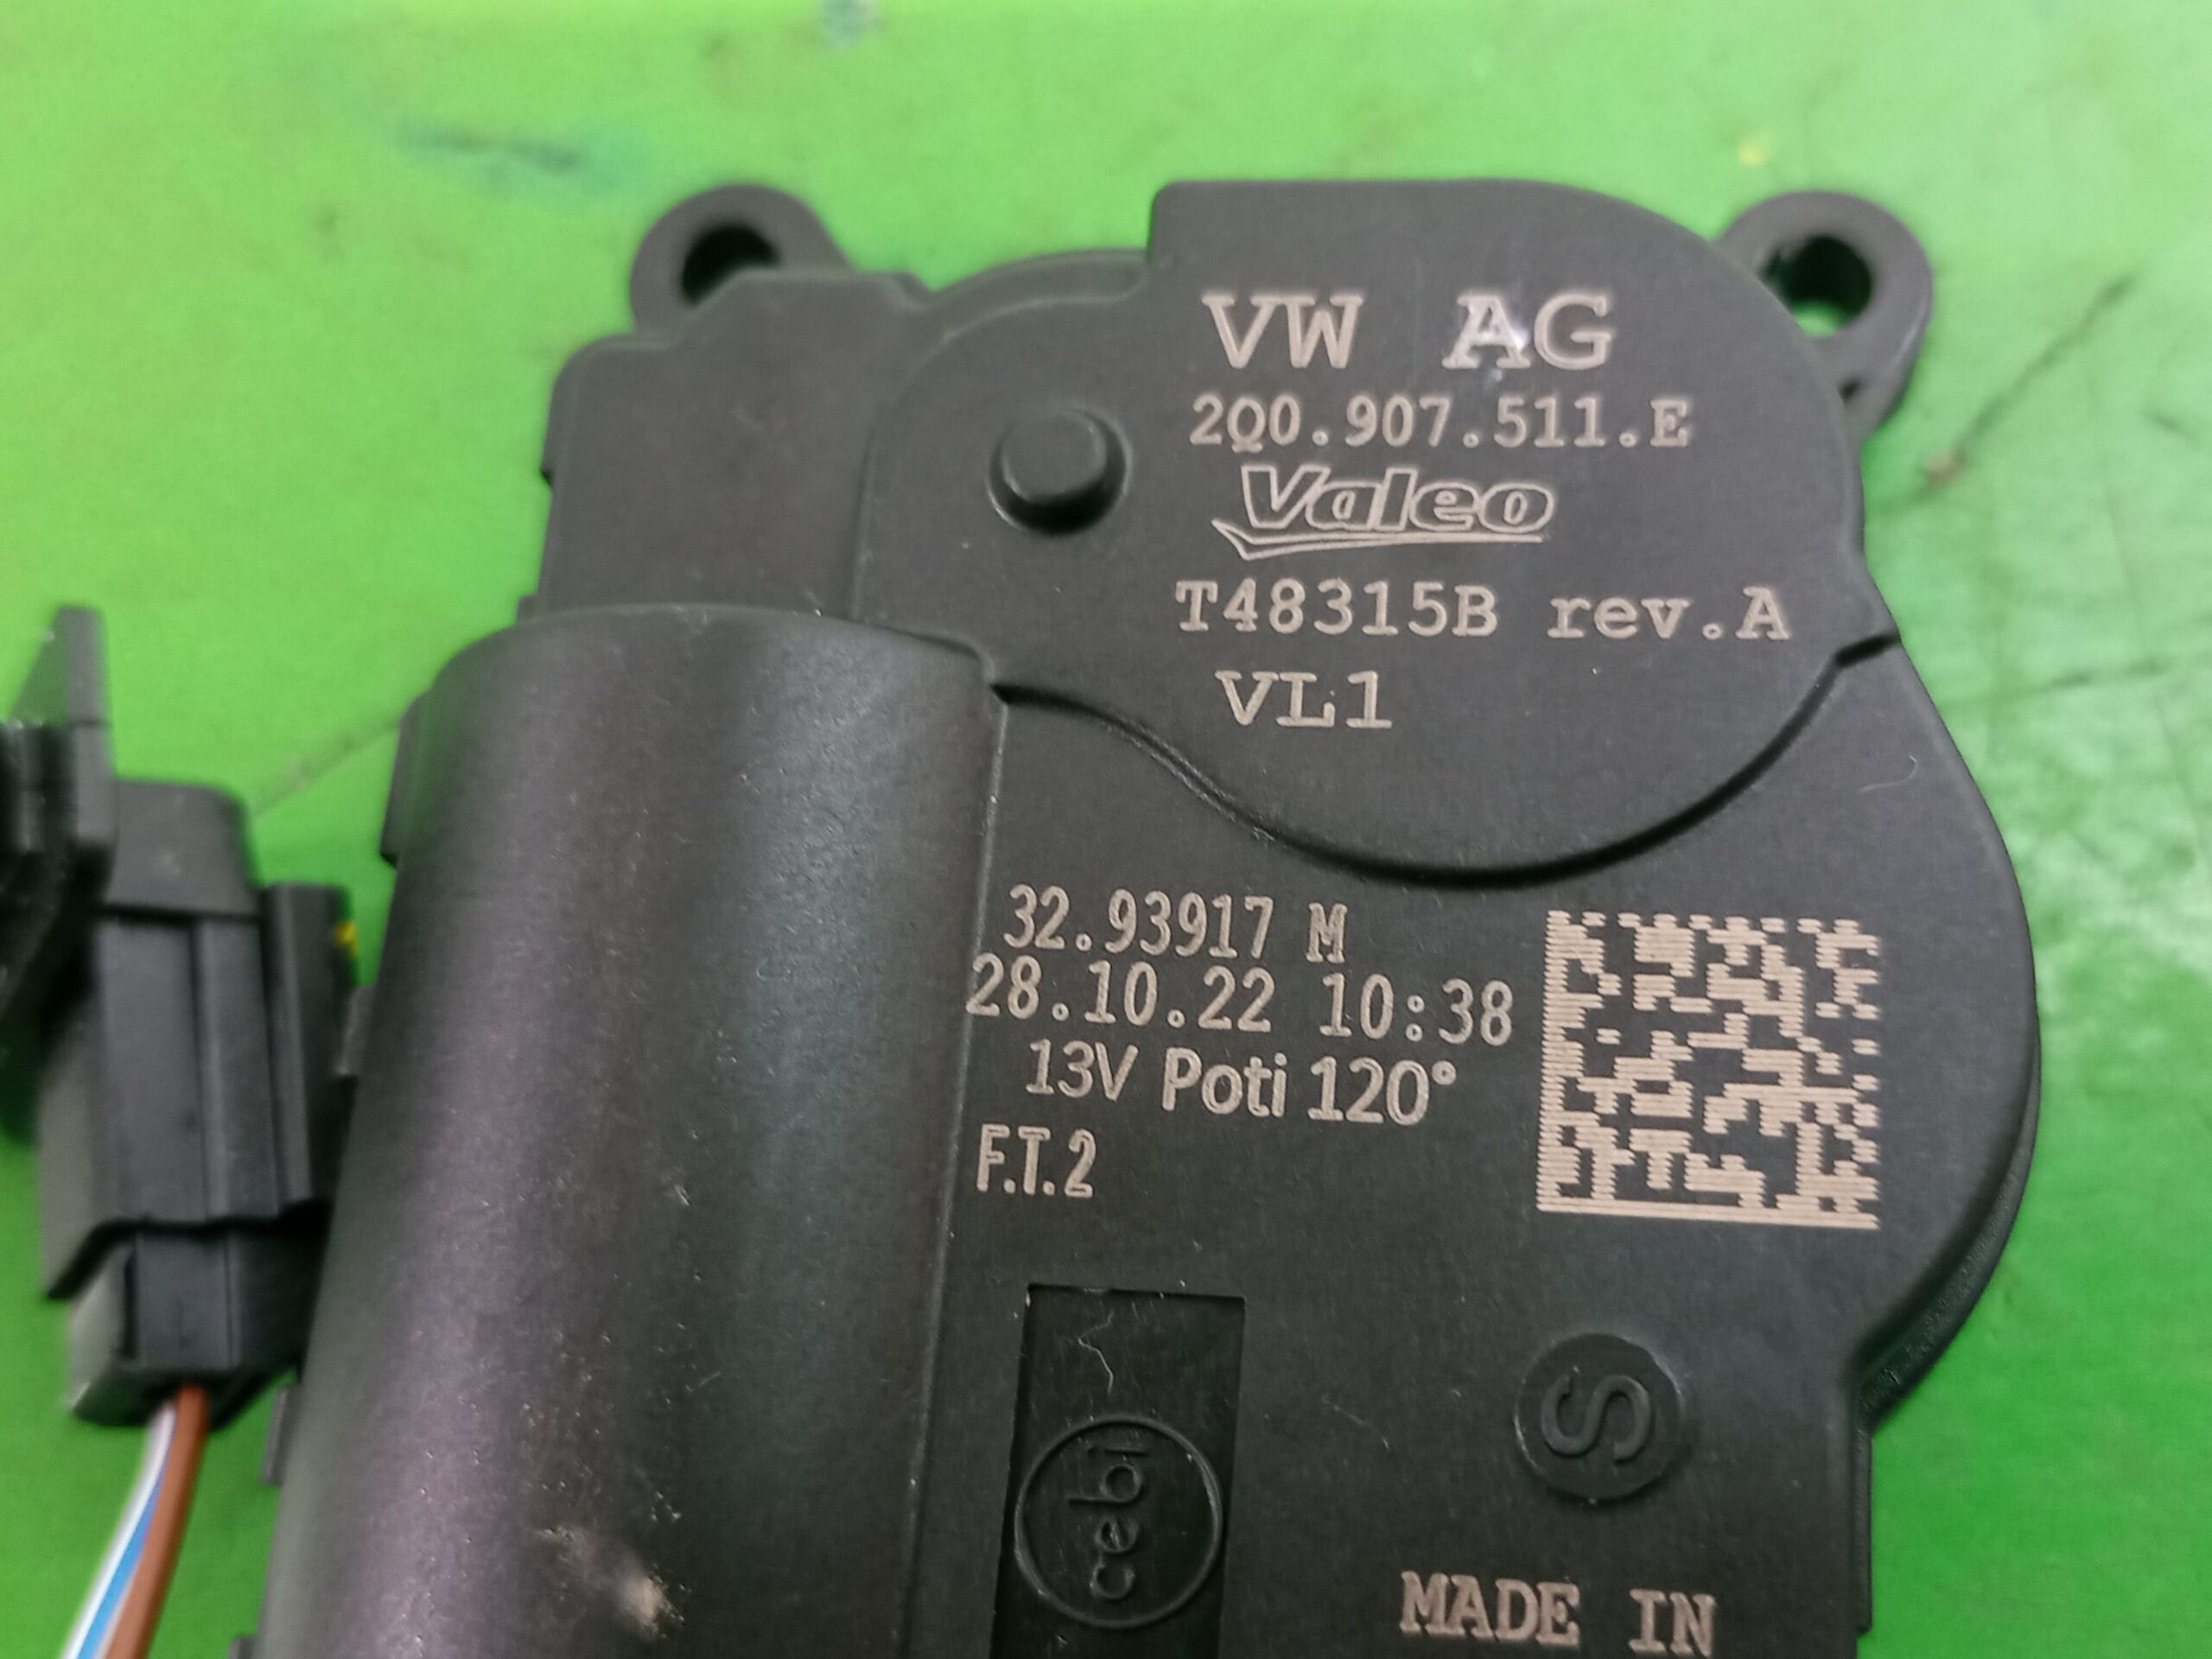 VW AG
2Q0.907.511.E
Valeo
T48315B rev.A
VL1
32.93917 M
28.10.22 10:38
13V Poti 120°
F.T.2
S
cebi
MADE IN